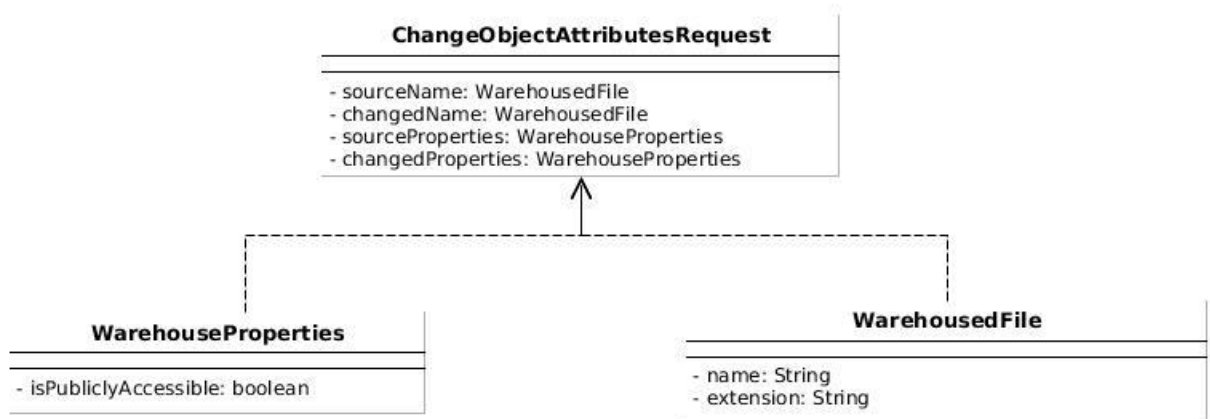 ChangeObjectAttributesRequest
- sourceName: WarehousedFile
- changedName: WarehousedFile
- sourceProperties: WarehouseProperties
- changedProperties: WarehouseProperties
WarehouseProperties
- isPubliclyAccessible: boolean
WarehousedFile
- name: String
- extension: String